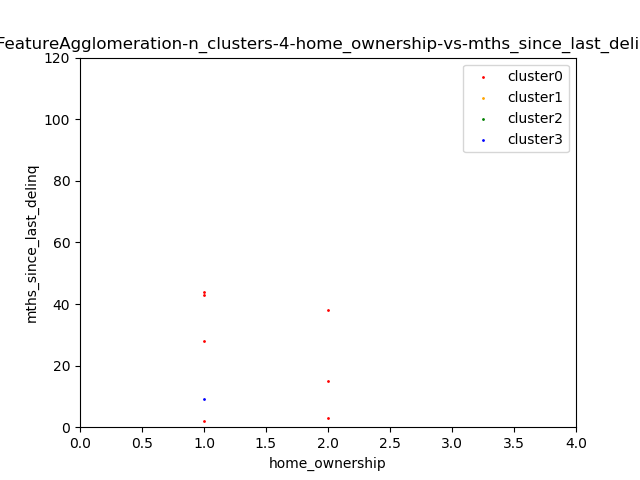 FeatureAgglomeration-n_clusters-4-home_ownership-vs-mths_since_last_deli
120
100
80
60
40
20
0
mths_since_last_delinq
cluster0
cluster1
cluster2
cluster3
0.0 0.5 1.0 1.5 2.0 2.5 3.0 3.5 4.0
home_ownership